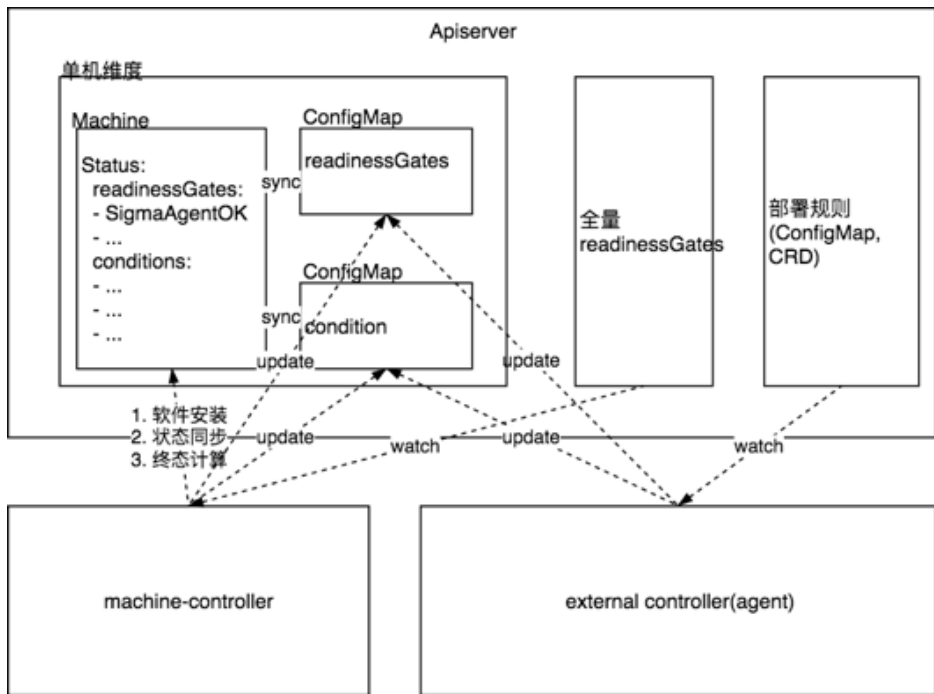 Apiserver
单机维度
Machine
Status:
readinessGates:
- SigmaAgentOK
- ...
conditions:
- ...
- ...
- ...
sync
sync
ConfigMap
readinessGates
ConfigMap
condition
全量
readinessGates
部署规则
(ConfigMap,
CRD)
update
update
1. 软件安装
2. 状态同步
3. 终态计算
update
watch
update
watch
machine-controller
external controller(agent)